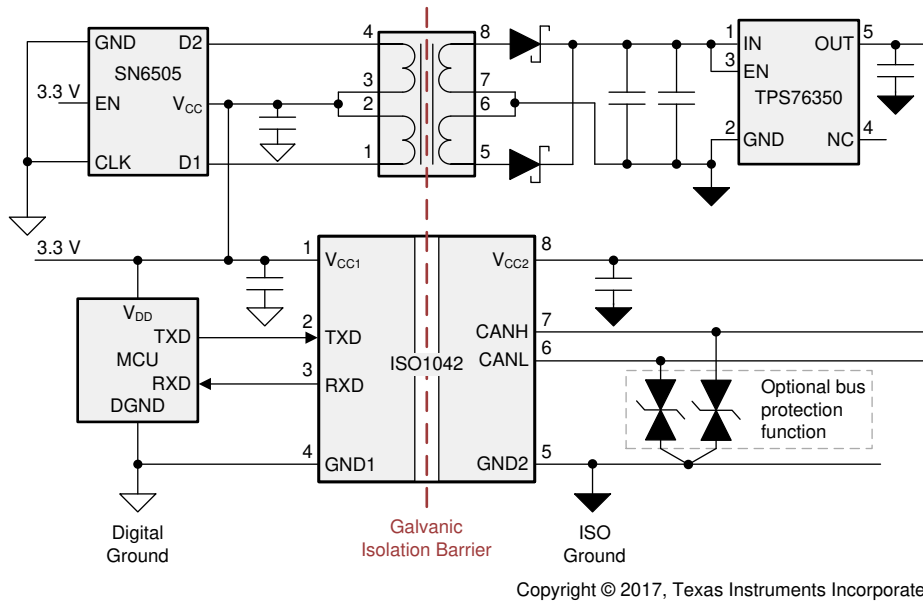 GND D2 4 8 1 IN OUT 5
SN6505
3 EN
3.3 V EN VCC 3 7 TPS76350
2 6
2 GND NC 4
CLK D1 1 5
3.3 V 1 VCC1 VCC2 8
VDD
TXD 2 TXD CANH 7
MCU ISO1042 CANL 6
RXD 3 RXD
DGND
Optional bus
protection
function
4 GND1 GND2 5
Digital
Ground
Galvanic
Isolation Barrier
ISO
Ground
Copyright © 2017, Texas Instruments Incorporate